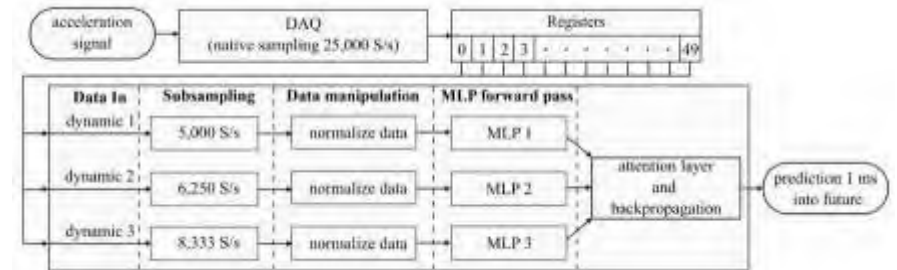 acceleration
signal
DAQ
(native sampling 25,000 S/s)
Registers
0 1 2 3 · · · · · · · 49
Data In Subsampling Data manipulation MLP forward pass
dynamic 1 5,000 S/s normalize data MLP 1
dynamic 2 6,250 S/s normalize data MLP 2
dynamic 3 8,333 S/s normalize data MLP 3
attention layer
and
backpropagation
prediction 1 ms
into future